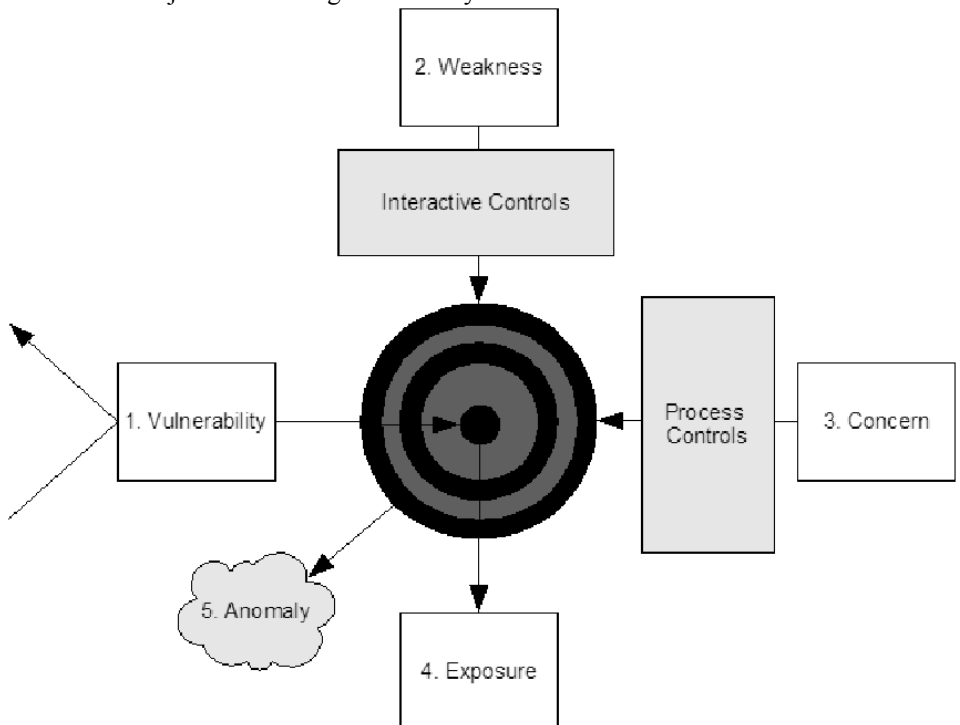 2. Weakness
Interactive Controls
1. Vulnerability
Process
Controls
3. Concern
5. Anomaly
4. Exposure